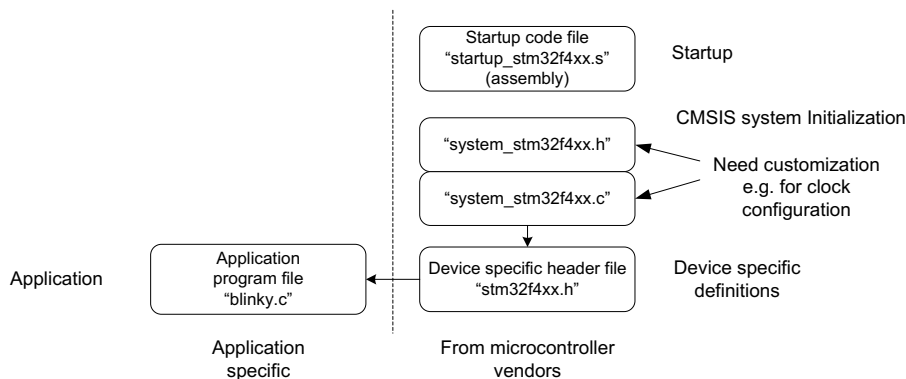 Startup code file
“startup_stm32f4xx.s”
(assembly)
Startup
CMSIS system Initialization
“system_stm32f4xx.h”
Need customization
e.g. for clock
configuration
“system_stm32f4xx.c”
Application
Application
program file
“blinky.c”
Device specific header file
“stm32f4xx.h”
Device specific
definitions
Application
specific
From microcontroller
vendors